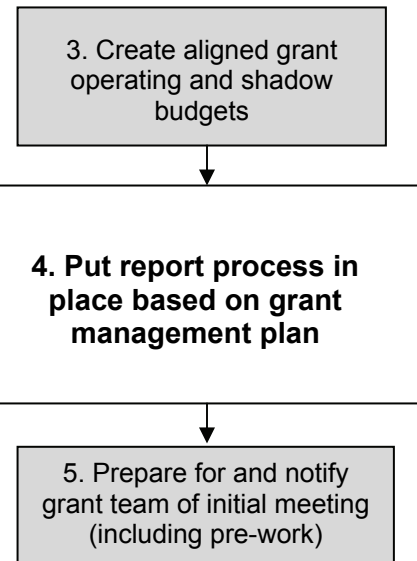 3. Create aligned grant
operating and shadow
budgets
4. Put report process in
place based on grant
management plan
5. Prepare for and notify
grant team of initial meeting
(including pre-work)